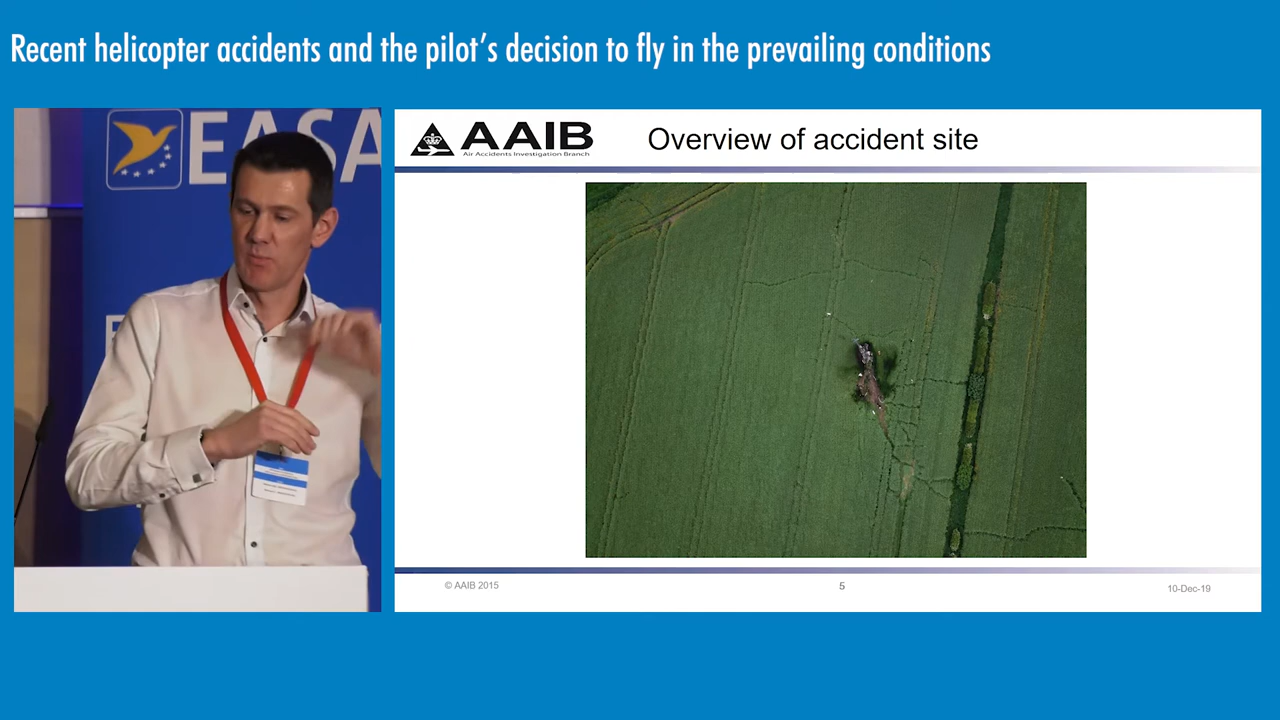 Recent helicopter accidents and the pilot's decision to fly in the prevailing conditions
EASA
AAIB
Air Accidents Investigation Branch
Overview of accident site
© AAIB 2015
5
10-Dec-19